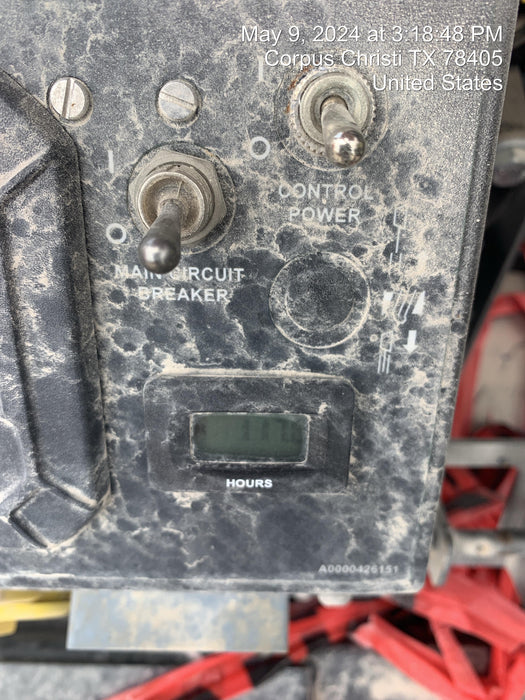 May 9, 2024 at 3:18:48 PM
Corpus Christi TX 78405
United States
I
I
O
CONTROL
POWER
O
MAIN CIRCUIT
BREAKER
HOURS
A0000426151